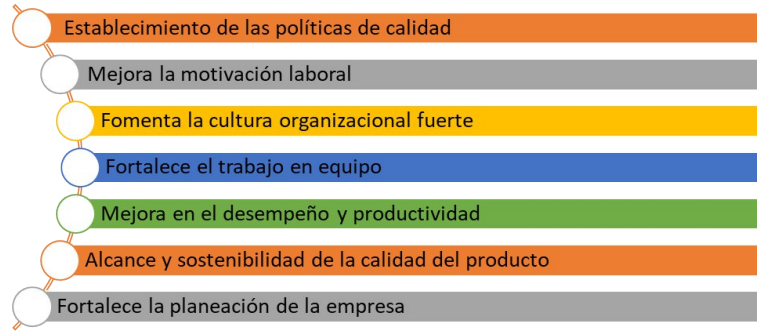 Establecimiento de las políticas de calidad
Mejora la motivación laboral
Fomenta la cultura organizacional fuerte
Fortalece el trabajo en equipo
Mejora en el desempeño y productividad
Alcance y sostenibilidad de la calidad del producto
Fortalece la planeación de la empresa